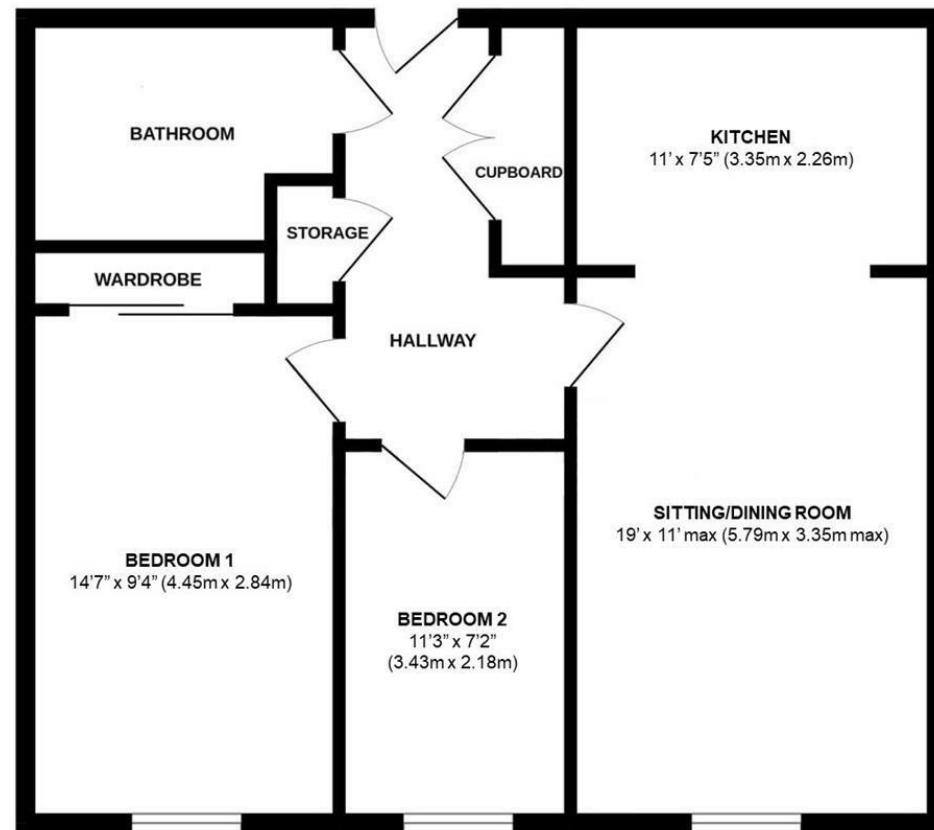 BATHROOM
KITCHEN
11’ x 7’5” (3.35m x 2.26m)
CUPBOARD
STORAGE
WARDROBE
HALLWAY
SITTING/DINING ROOM
19’ x 11’ max (5.79m x 3.35m max)
BEDROOM 1
14’7” x 9’4” (4.45m x 2.84m)
BEDROOM 2
11’3” x 7’2”
(3.43m x 2.18m)